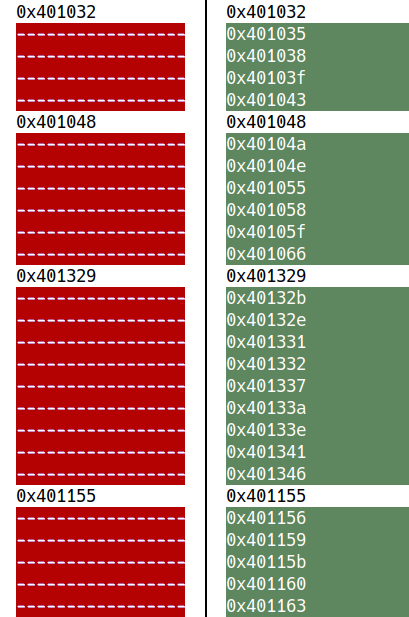 0x401032 0x401032
----------------- 0x401035
----------------- 0x401038
----------------- 0x40103f
----------------- 0x401043
0x401048 0x401048
----------------- 0x40104a
----------------- 0x40104e
----------------- 0x401055
----------------- 0x401058
----------------- 0x40105f
----------------- 0x401066
0x401329 0x401329
----------------- 0x40132b
----------------- 0x40132e
----------------- 0x401331
----------------- 0x401332
----------------- 0x401337
----------------- 0x40133a
----------------- 0x40133e
----------------- 0x401341
----------------- 0x401346
0x401155 0x401155
----------------- 0x401156
----------------- 0x401159
----------------- 0x40115b
----------------- 0x401160
----------------- 0x401163